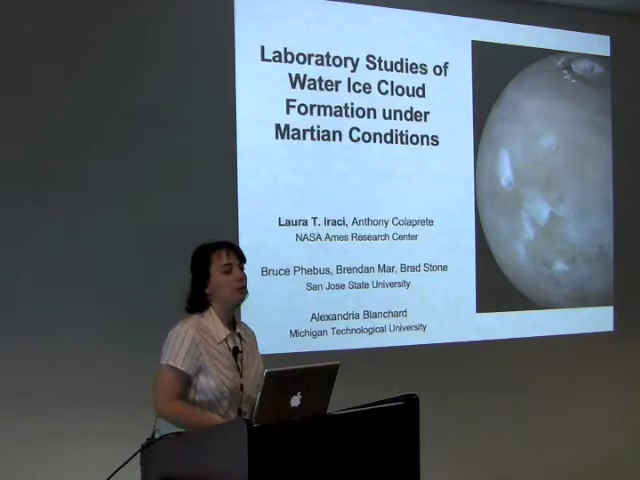 Laboratory Studies of
Water Ice Cloud
Formation under
Martian Conditions
Laura T. Iraci, Anthony Colaprete
NASA Ames Research Center
Bruce Phebus, Brendan Mar, Brad Stone
San Jose State University
Alexandria Blanchard
Michigan Technological University